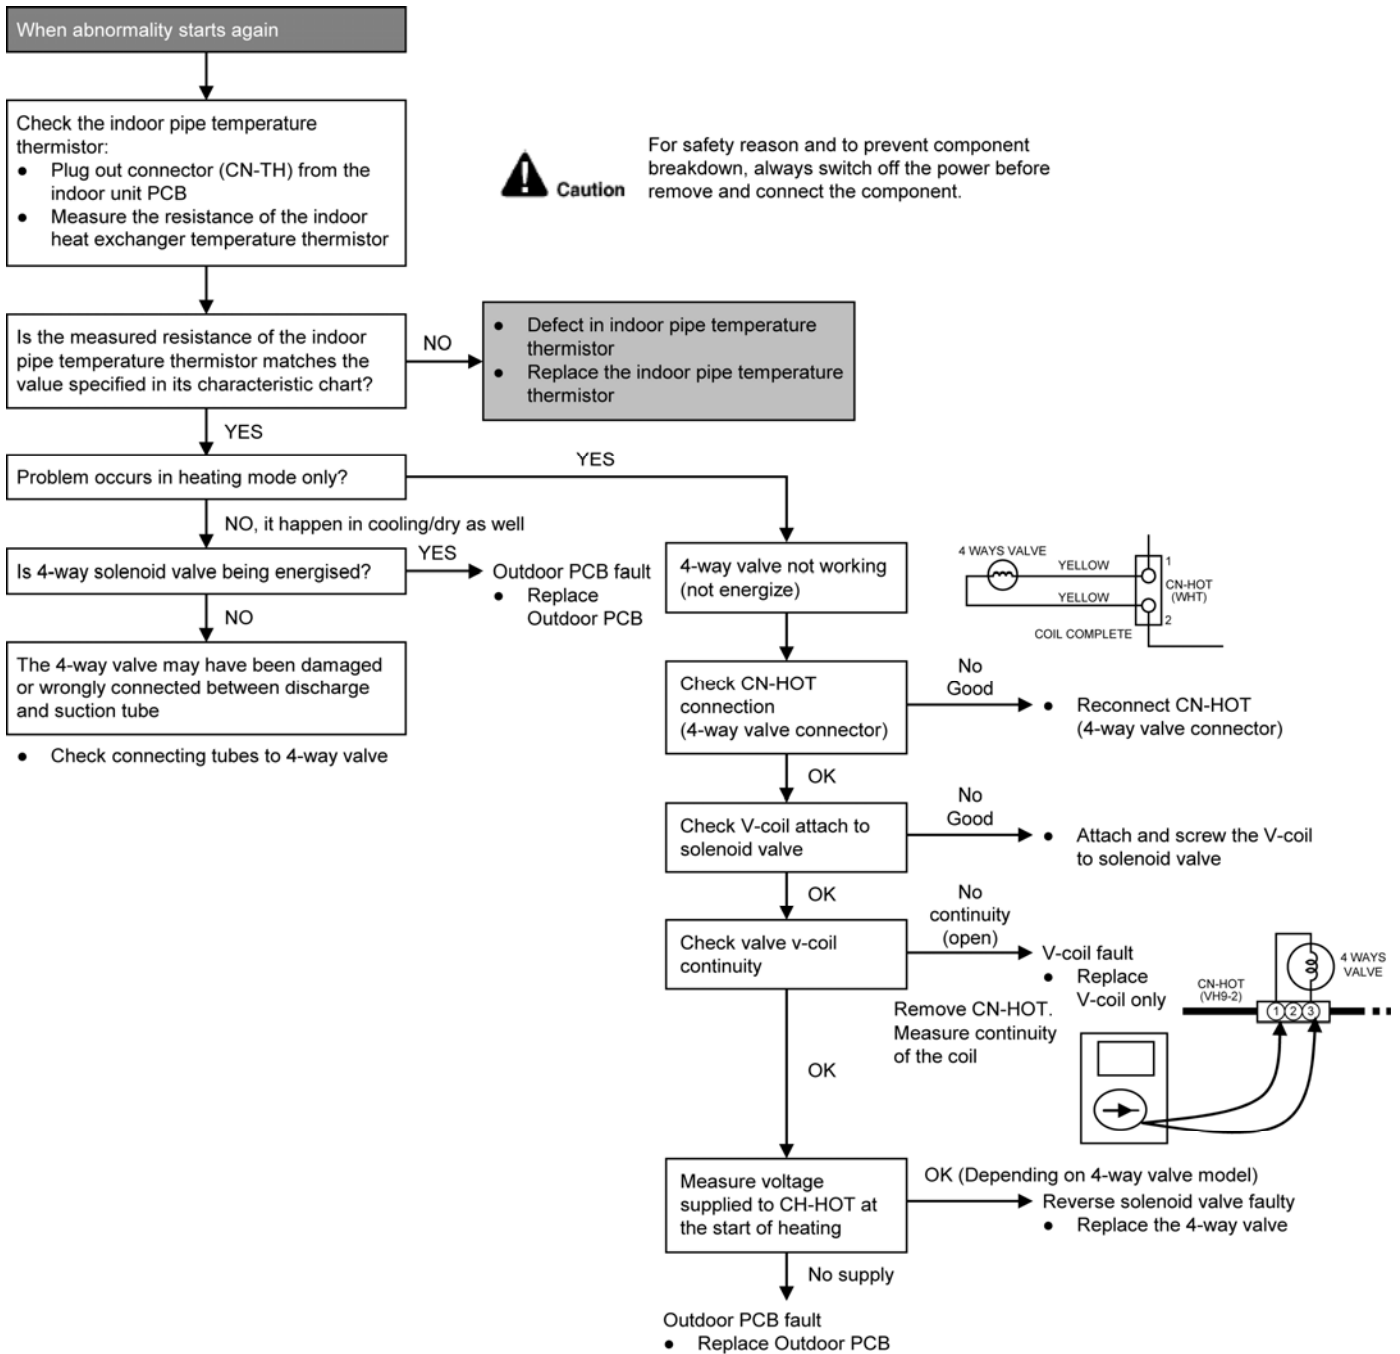 When abnormality starts again
Check the indoor pipe temperature
thermistor:
● Plug out connector (CN-TH) from the
indoor unit PCB
● Measure the resistance of the indoor
heat exchanger temperature thermistor
Caution
For safety reason and to prevent component
breakdown, always switch off the power before
remove and connect the component.
Is the measured resistance of the indoor
pipe temperature thermistor matches the
value specified in its characteristic chart?
NO
● Defect in indoor pipe temperature
thermistor
● Replace the indoor pipe temperature
thermistor
YES
Problem occurs in heating mode only?
YES
NO, it happen in cooling/dry as well
Is 4-way solenoid valve being energised?
YES
Outdoor PCB fault
● Replace
Outdoor PCB
NO
The 4-way valve may have been damaged
or wrongly connected between discharge
and suction tube
● Check connecting tubes to 4-way valve
4-way valve not working
(not energize)
4 WAYS VALVE
YELLOW
YELLOW
1
CN-HOT
(WHT)
2
COIL COMPLETE
Check CN-HOT
connection
(4-way valve connector)
No
Good
● Reconnect CN-HOT
(4-way valve connector)
OK
Check V-coil attach to
solenoid valve
No
Good
● Attach and screw the V-coil
to solenoid valve
OK
Check valve v-coil
continuity
No
continuity
(open)
V-coil fault
● Replace
V-coil only
Remove CN-HOT.
Measure continuity
of the coil
CN-HOT
(VH9-2)
4 WAYS
VALVE
1 2 3
OK
Measure voltage
supplied to CH-HOT at
the start of heating
OK (Depending on 4-way valve model)
Reverse solenoid valve faulty
● Replace the 4-way valve
No supply
Outdoor PCB fault
● Replace Outdoor PCB